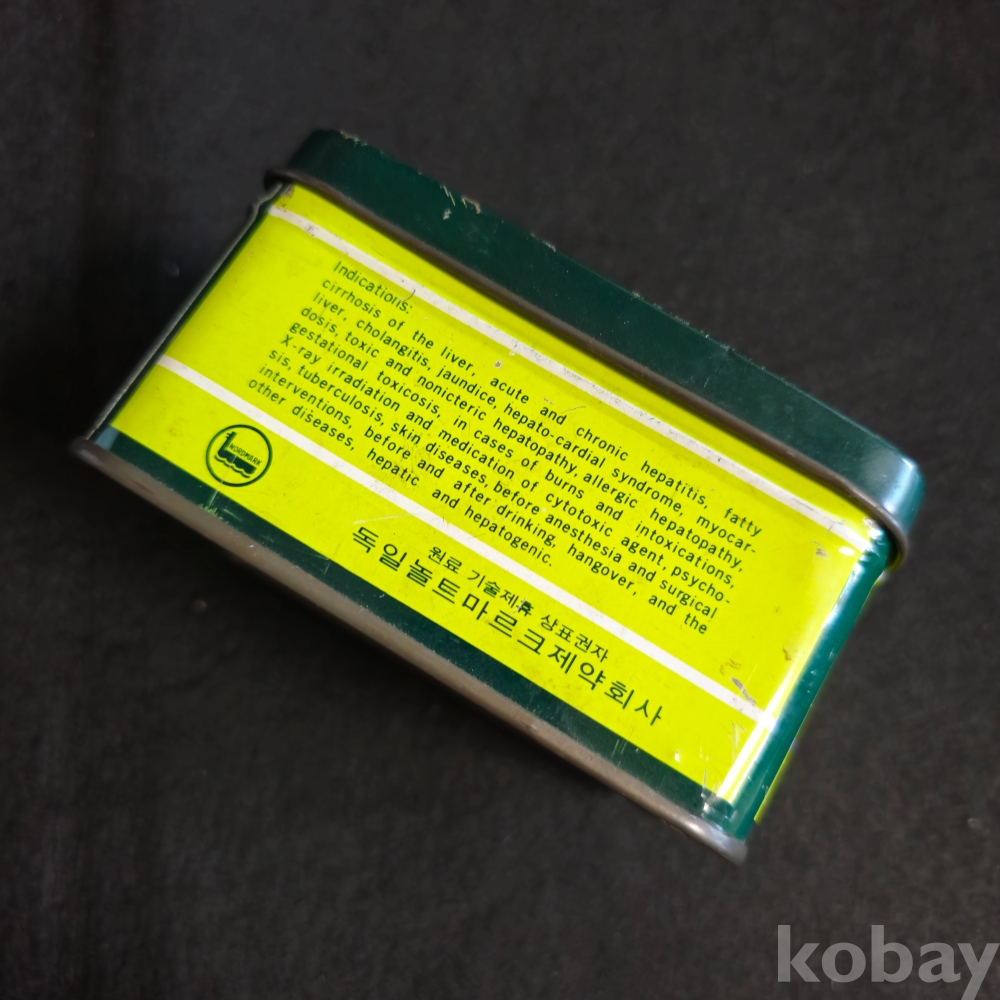 Indications:
cirrhosis of the liver, acute and chronic hepatitis, fatty
liver, cholangitis, jaundice, hepato-cardial syndrome, myocar-
dosis, toxic and nonicteric hepatopathy, allergic hepatopathy,
gestational toxicosis, in cases of burns and intoxications,
X-ray irradiation and medication of cytotoxic agent, psycho-
sis, tuberculosis, skin diseases, before anesthesia and surgical
interventions, before and after drinking, hangover, and the
other diseases, hepatic and hepatogenic.
NORDMARK
원료 기술제휴 상표권자
독일놀드마르크제약회사
kobay